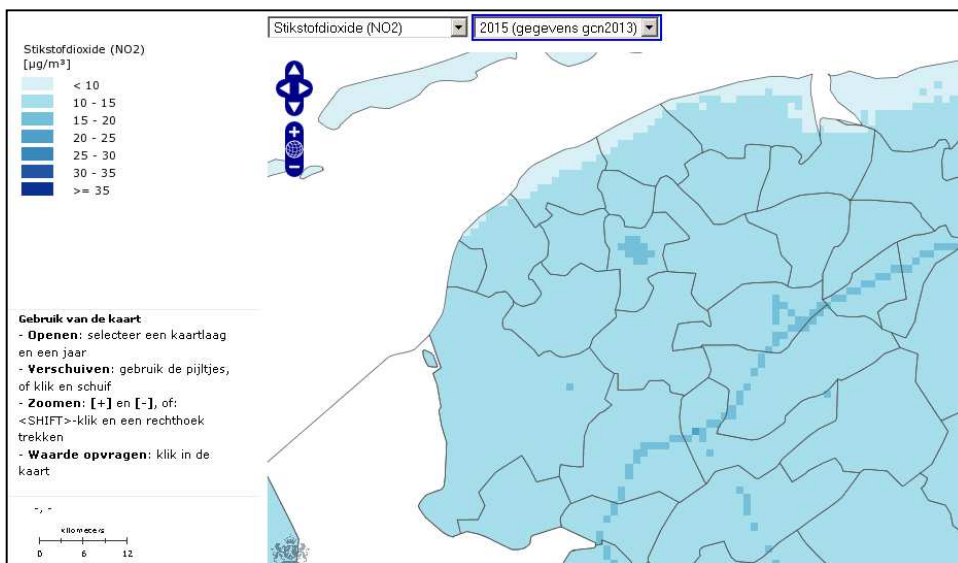 Stikstofdioxide (NO2)
2015 (gegevens gcn2013)
Stikstofdioxide (NO2)
[µg/m³]
< 10
10 - 15
15 - 20
20 - 25
25 - 30
30 - 35
>= 35
Gebruik van de kaart
- Openen: selecteer een kaartlaag
en een jaar
- Verschuiven: gebruik de pijltjes,
of klik en schuif
- Zoomen: [+] en [-], of:
<SHIFT>-klik en een rechthoek
trekken
- Waarde opvragen: klik in de
kaart
-, -
kilometers
0 6 12